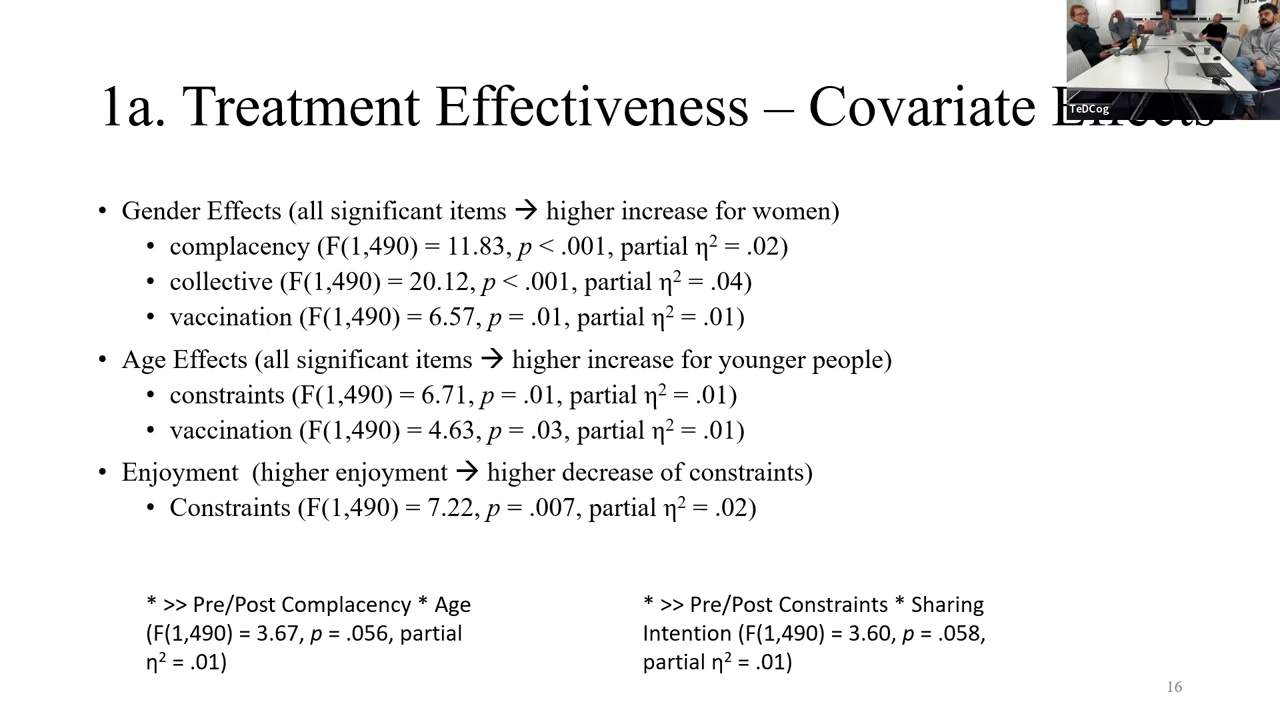 TeDCog
1a. Treatment Effectiveness – Covariate Effects
• Gender Effects (all significant items → higher increase for women)
• complacency (F(1,490) = 11.83, p < .001, partial η² = .02)
• collective (F(1,490) = 20.12, p < .001, partial η² = .04)
• vaccination (F(1,490) = 6.57, p = .01, partial η² = .01)
• Age Effects (all significant items → higher increase for younger people)
• constraints (F(1,490) = 6.71, p = .01, partial η² = .01)
• vaccination (F(1,490) = 4.63, p = .03, partial η² = .01)
• Enjoyment (higher enjoyment → higher decrease of constraints)
• Constraints (F(1,490) = 7.22, p = .007, partial η² = .02)
* >> Pre/Post Complacency * Age
(F(1,490) = 3.67, p = .056, partial
η² = .01)
* >> Pre/Post Constraints * Sharing
Intention (F(1,490) = 3.60, p = .058,
partial η² = .01)
16